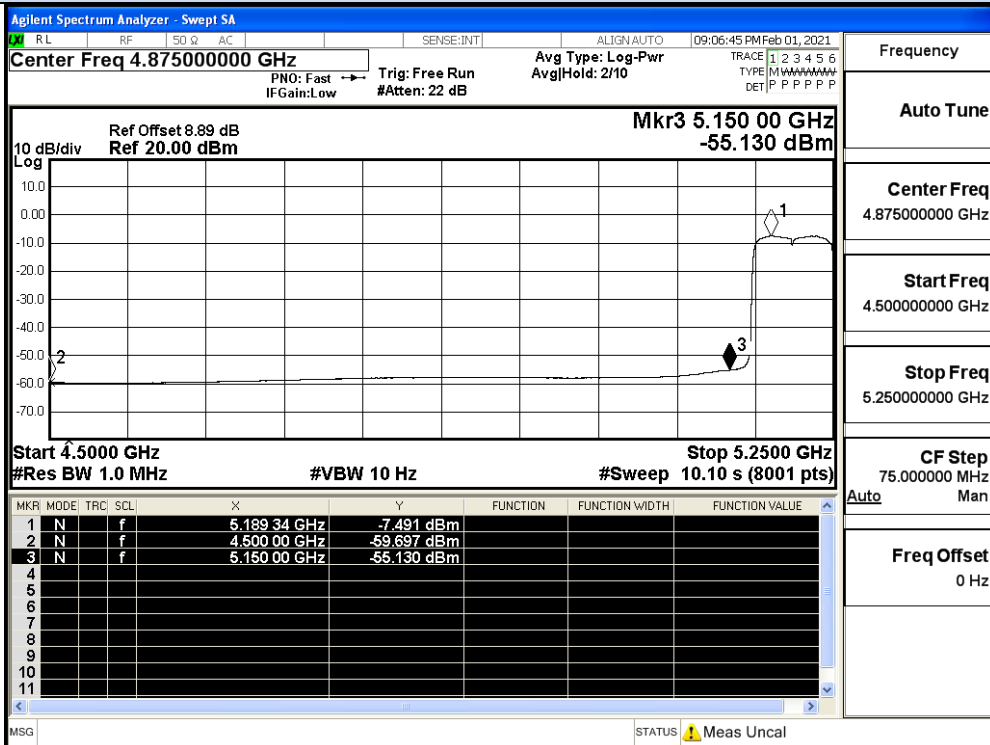 Agilent Spectrum Analyzer - Swept SA
LXI RL RF 50 Ω AC SENSE:INT ALIGN AUTO 09:06:45 PM Feb 01, 2021
Center Freq 4.875000000 GHz
PNO: Fast
IFGain:Low
Trig: Free Run
#Atten: 22 dB
Avg Type: Log-Pwr
Avg|Hold: 2/10
TRACE 1 2 3 4 5 6
TYPE M WWWWW
DET P P P P P P
Mkr3 5.150 00 GHz
-55.130 dBm
Ref Offset 8.89 dB
10 dB/div Ref 20.00 dBm
Log
10.0
0.00
-10.0
-20.0
-30.0
-40.0
-50.0
-60.0
-70.0
1
2
3
Start 4.5000 GHz Stop 5.2500 GHz
#Res BW 1.0 MHz #VBW 10 Hz #Sweep 10.10 s (8001 pts)
MKR MODE TRC SCL X Y FUNCTION FUNCTION WIDTH FUNCTION VALUE
1 N f 5.189 34 GHz -7.491 dBm
2 N f 4.500 00 GHz -59.697 dBm
3 N f 5.150 00 GHz -55.130 dBm
4
5
6
7
8
9
10
11
MSG STATUS Meas Uncal
Frequency
Auto Tune
Center Freq
4.875000000 GHz
Start Freq
4.500000000 GHz
Stop Freq
5.250000000 GHz
CF Step
75.000000 MHz
Auto Man
Freq Offset
0 Hz